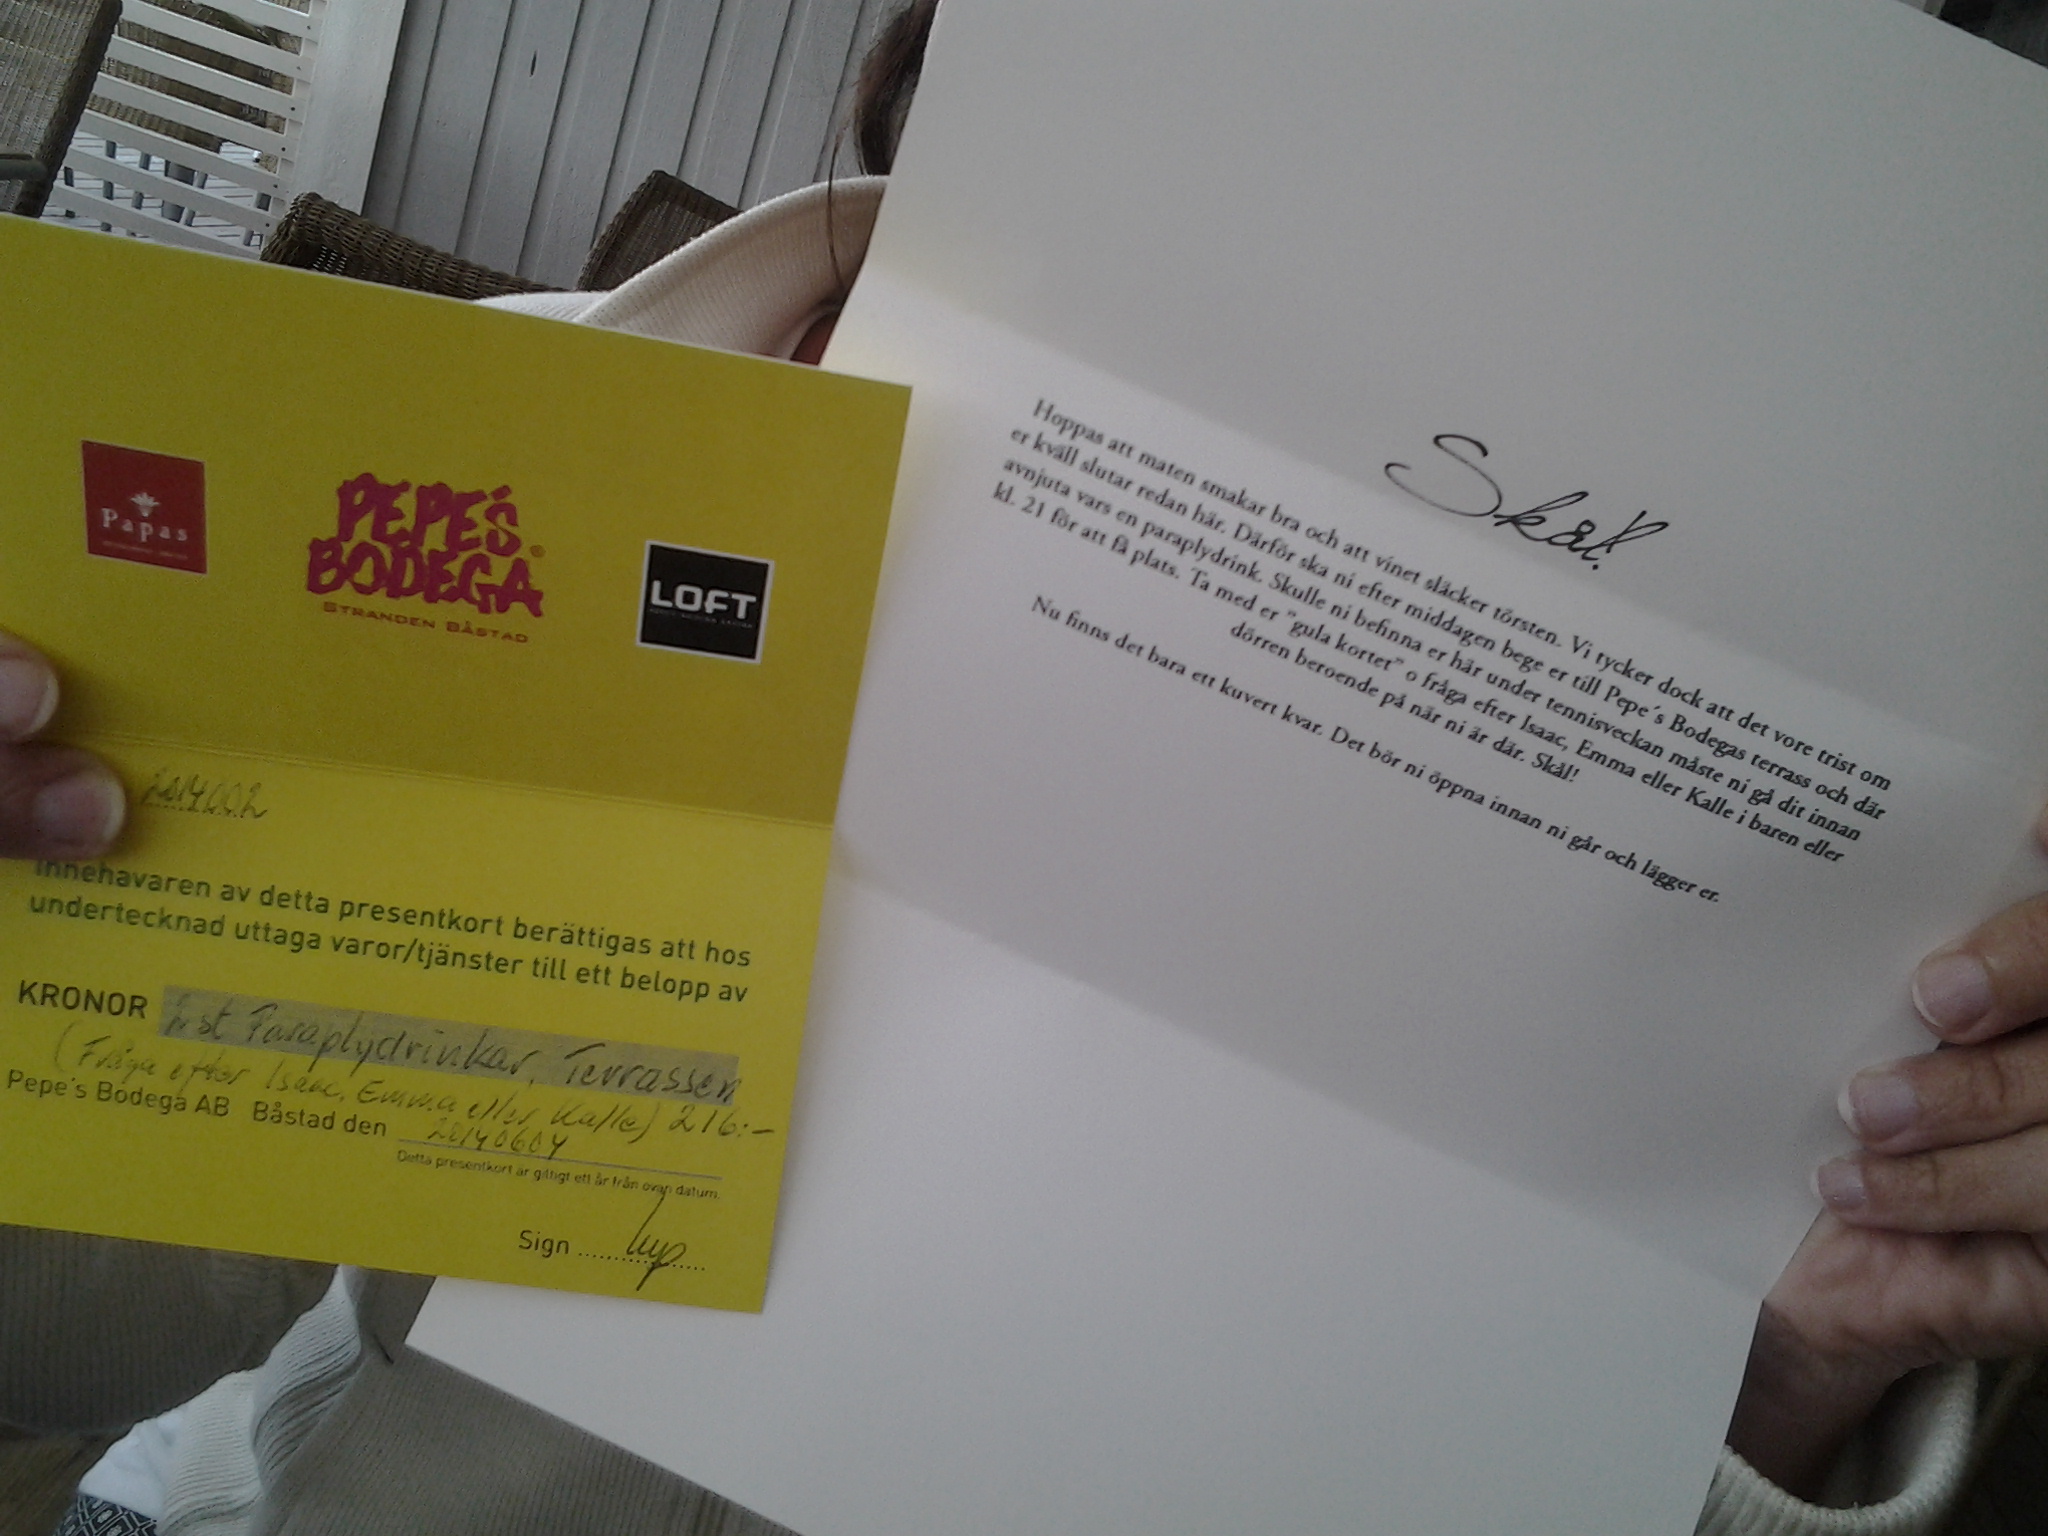 Papas
PEPE'S
BODEGA
STRANDEN BÅSTAD
LOFT
2014002
Innehavaren av detta presentkort berättigas att hos
undertecknad uttaga varor/tjänster till ett belopp av
KRONOR 2 st Paraplydrinkar, Terrassen
(Fråga efter Isaac, Emma eller Kalle) 216:-
Pepe's Bodega AB Båstad den 20140604
Detta presentkort är giltigt ett år från ovan datum.
Sign
Skål!
Hoppas att maten smakar bra och att vinet släcker törsten. Vi tycker dock att det vore trist om
er kväll slutar redan här. Därför ska ni efter middagen bege er till Pepe´s Bodegas terrass och där
avnjuta vars en paraplydrink. Skulle ni befinna er här under tennisveckan måste ni gå dit innan
kl. 21 för att få plats. Ta med er ”gula kortet” o fråga efter Isaac, Emma eller Kalle i baren eller
dörren beroende på när ni är där. Skål!
Nu finns det bara ett kuvert kvar. Det bör ni öppna innan ni går och lägger er.